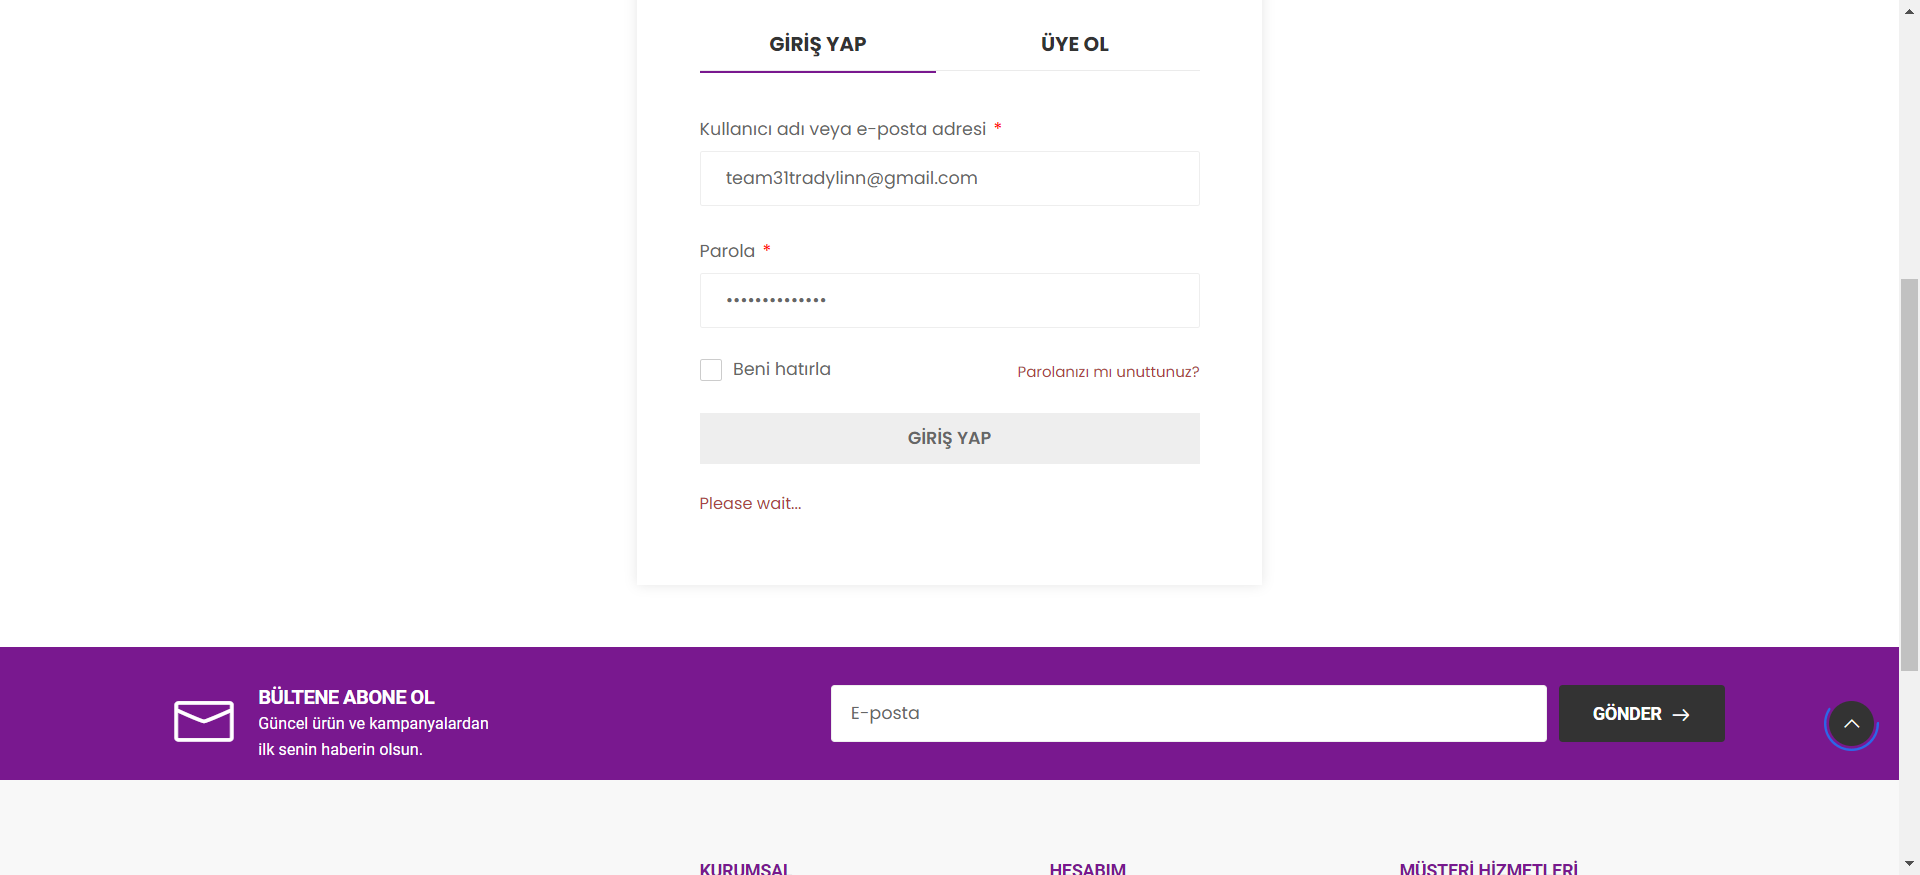 GİRİŞ YAP
ÜYE OL
Kullanıcı adı veya e-posta adresi *
team31tradylinn@gmail.com
Parola *
••••••••••••••
Beni hatırla
Parolanızı mı unuttunuz?
GİRİŞ YAP
Please wait...
BÜLTENE ABONE OL
Güncel ürün ve kampanyalardan
ilk senin haberin olsun.
E-posta
GÖNDER →
KURUMSAL
HESABIM
MÜŞTERİ HİZMETLERİ